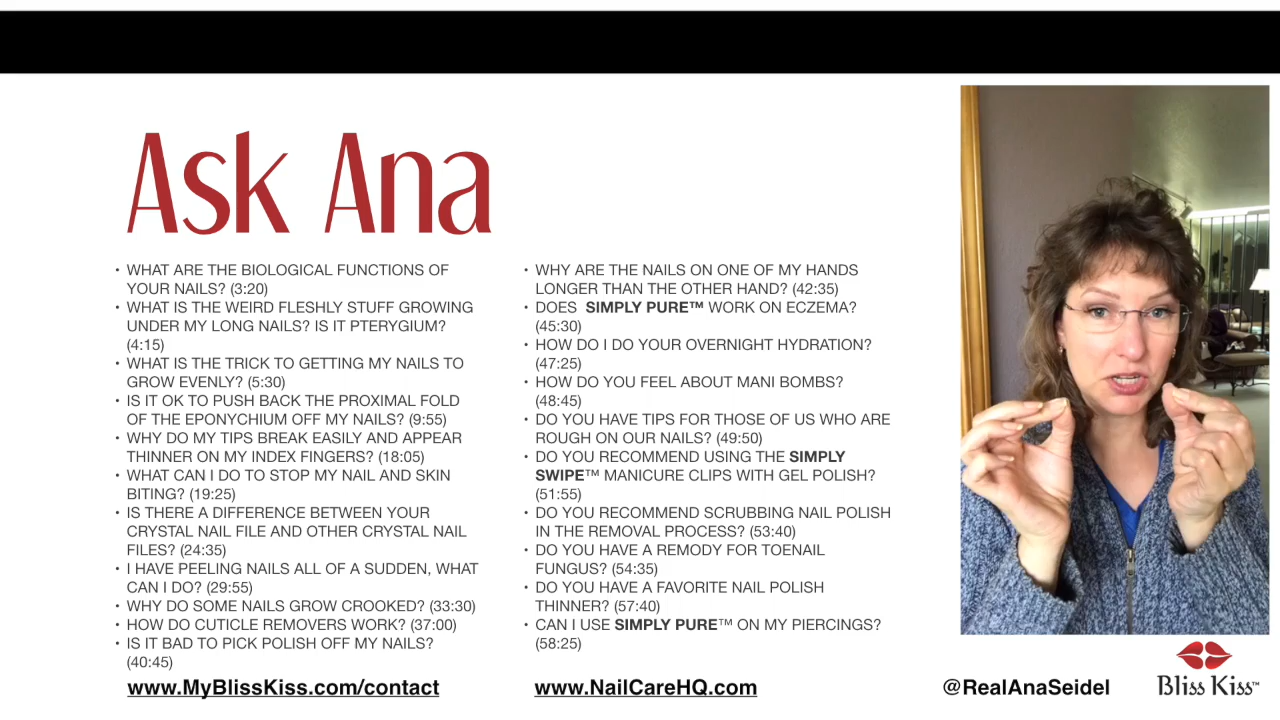 Ask Ana
• WHAT ARE THE BIOLOGICAL FUNCTIONS OF
YOUR NAILS? (3:20)
• WHAT IS THE WEIRD FLESHLY STUFF GROWING
UNDER MY LONG NAILS? IS IT PTERYGIUM?
(4:15)
• WHAT IS THE TRICK TO GETTING MY NAILS TO
GROW EVENLY? (5:30)
• IS IT OK TO PUSH BACK THE PROXIMAL FOLD
OF THE EPONYCHIUM OFF MY NAILS? (9:55)
• WHY DO MY TIPS BREAK EASILY AND APPEAR
THINNER ON MY INDEX FINGERS? (18:05)
• WHAT CAN I DO TO STOP MY NAIL AND SKIN
BITING? (19:25)
• IS THERE A DIFFERENCE BETWEEN YOUR
CRYSTAL NAIL FILE AND OTHER CRYSTAL NAIL
FILES? (24:35)
• I HAVE PEELING NAILS ALL OF A SUDDEN, WHAT
CAN I DO? (29:55)
• WHY DO SOME NAILS GROW CROOKED? (33:30)
• HOW DO CUTICLE REMOVERS WORK? (37:00)
• IS IT BAD TO PICK POLISH OFF MY NAILS?
(40:45)
• WHY ARE THE NAILS ON ONE OF MY HANDS
LONGER THAN THE OTHER HAND? (42:35)
• DOES SIMPLY PURE™ WORK ON ECZEMA?
(45:30)
• HOW DO I DO YOUR OVERNIGHT HYDRATION?
(47:25)
• HOW DO YOU FEEL ABOUT MANI BOMBS?
(48:45)
• DO YOU HAVE TIPS FOR THOSE OF US WHO ARE
ROUGH ON OUR NAILS? (49:50)
• DO YOU RECOMMEND USING THE SIMPLY
SWIPE™ MANICURE CLIPS WITH GEL POLISH?
(51:55)
• DO YOU RECOMMEND SCRUBBING NAIL POLISH
IN THE REMOVAL PROCESS? (53:40)
• DO YOU HAVE A REMODY FOR TOENAIL
FUNGUS? (54:35)
• DO YOU HAVE A FAVORITE NAIL POLISH
THINNER? (57:40)
• CAN I USE SIMPLY PURE™ ON MY PIERCINGS?
(58:25)
www.MyBlissKiss.com/contact
www.NailCareHQ.com
@RealAnaSeidel
Bliss Kiss™